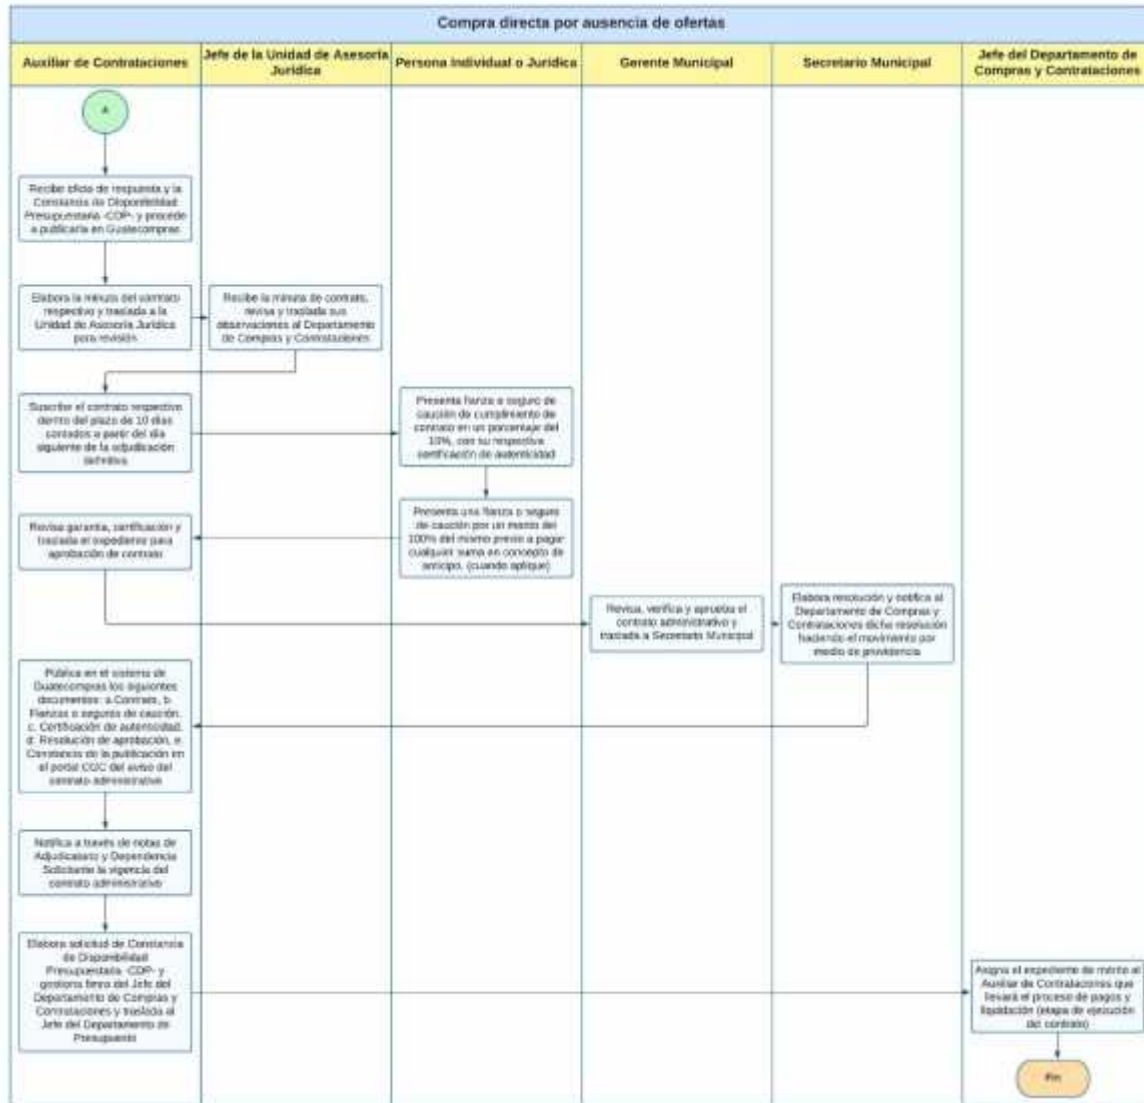 Compra directa por ausencia de ofertas
Auxiliar de Contrataciones
Jefe de la Unidad de Asesoría
Jurídica
Persona Individual o Jurídica
Gerente Municipal
Secretario Municipal
Jefe del Departamento de
Compras y Contrataciones
A
Recibe oficio de respuesta y la
Constancia de Disponibilidad
Presupuestaria -CDP- y procede
a publicarla en Guatecompras
Elabora la minuta del contrato
respectivo y traslada a la
Unidad de Asesoría Jurídica
para revisión
Recibe la minuta de contrato,
revisa y traslada sus
observaciones al Departamento
de Compras y Contrataciones
Suscribe el contrato respectivo
dentro del plazo de 10 días
contados a partir del día
siguiente de la adjudicación
definitiva
Presenta fianza o seguro de
caución de cumplimiento de
contrato en un porcentaje del
10%, con su respectiva
certificación de autenticidad
Presenta una fianza o seguro
de caución por un monto del
100% del mismo previo a pagar
cualquier suma en concepto de
anticipo. (cuando aplique)
Revisa garantía, certificación y
traslada el expediente para
aprobación de contrato
Revisa, verifica y aprueba el
contrato administrativo y
traslada a Secretario Municipal
Elabora resolución y notifica al
Departamento de Compras y
Contrataciones dicha resolución
haciendo el movimiento por
medio de providencia
Publica en el sistema de
Guatecompras los siguientes
documentos: a.Contrato, b.
Fianzas o seguros de caución.
c. Certificación de autenticidad.
d. Resolución de aprobación, e.
Constancia de la publicación en
el portal CGC del aviso del
contrato administrativo
Notifica a través de notas de
Adjudicatario y Dependencia
Solicitante la vigencia del
contrato administrativo
Elabora solicitud de Constancia
de Disponibilidad
Presupuestaria -CDP- y
gestiona firma del Jefe del
Departamento de Compras y
Contrataciones y traslada al
Jefe del Departamento de
Presupuesto
Asigna el expediente de mérito al
Auxiliar de Contrataciones que
llevará el proceso de pagos y
liquidación (etapa de ejecución
del contrato)
Fin